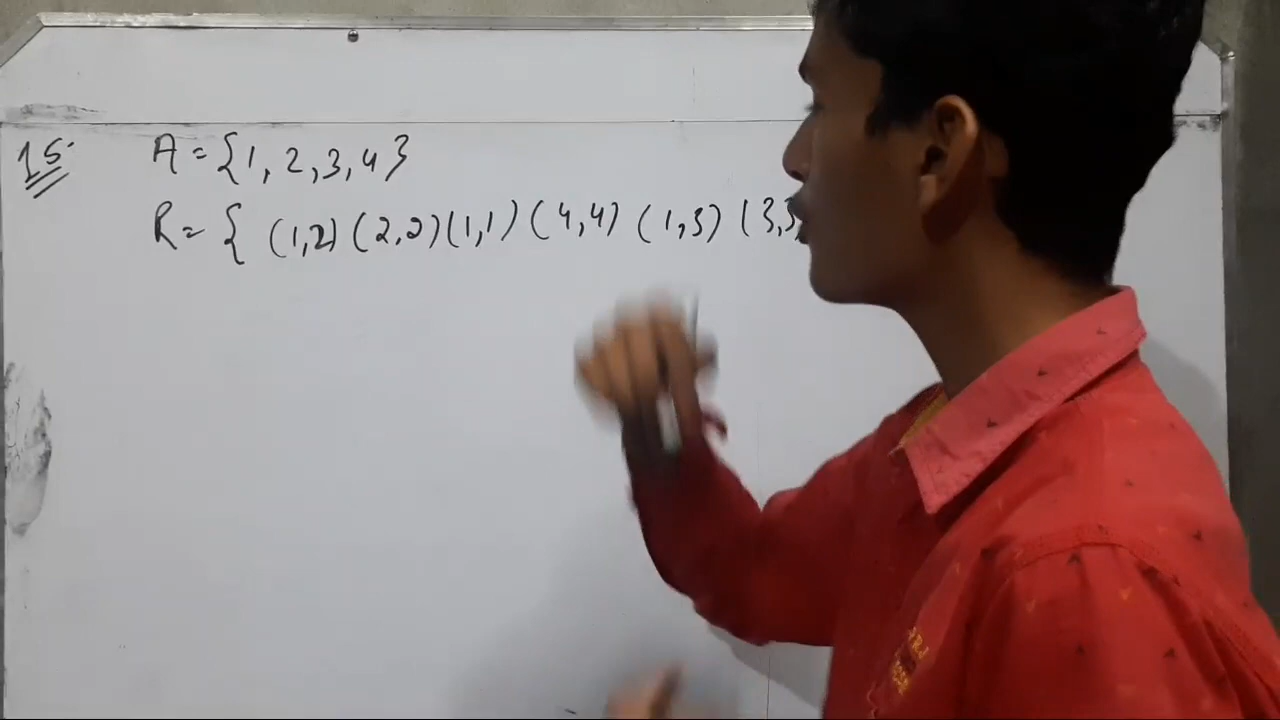 15.
A = {1, 2, 3, 4}
R = { (1,2) (2,2) (1,1) (4,4) (1,3) (3,3